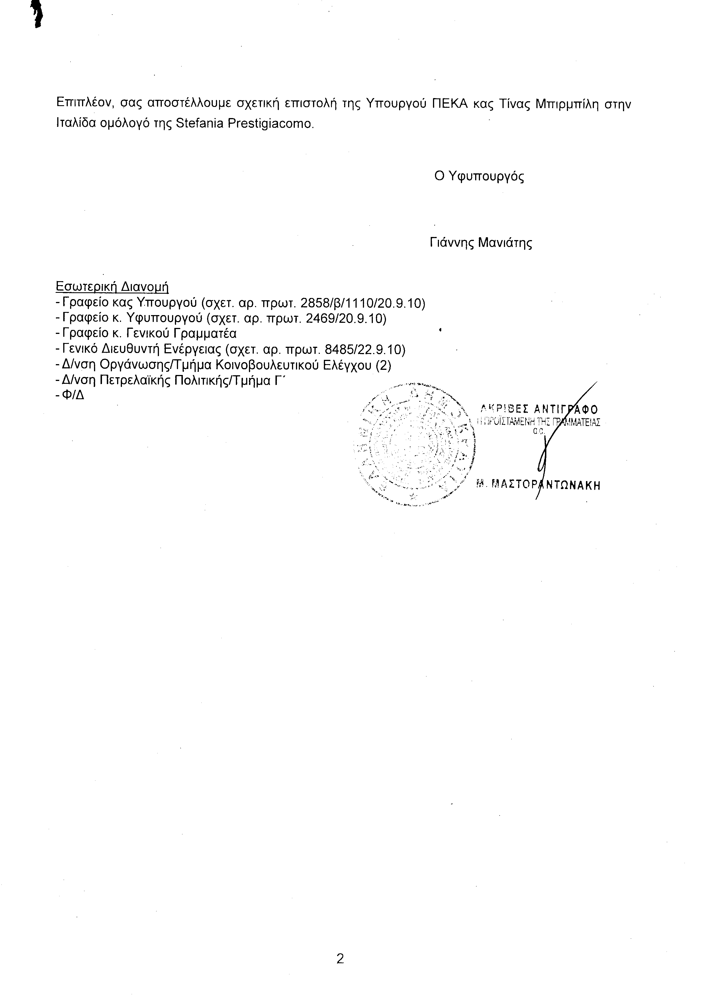 Επιπλέον, σας αποστέλλουμε σχετική επιστολή της Υπουργού ΠΕΚΑ κας Τίνας Μπιρμπίλη στην
Ιταλίδα ομόλογό της Stefania Prestigiacomo.
Ο Υφυπουργός
Γιάννης Μανιάτης
Εσωτερική Διανομή
- Γραφείο κας Υπουργού (σχετ. αρ. πρωτ. 2858/β/1110/20.9.10)
- Γραφείο κ. Υφυπουργού (σχετ. αρ. πρωτ. 2469/20.9.10)
- Γραφείο κ. Γενικού Γραμματέα
- Γενικό Διευθυντή Ενέργειας (σχετ. αρ. πρωτ. 8485/22.9.10)
- Δ/νση Οργάνωσης/Τμήμα Κοινοβουλευτικού Ελέγχου (2)
- Δ/νση Πετρελαϊκής Πολιτικής/Τμήμα Γ΄
- Φ/Δ
ΑΚΡΙΒΕΣ ΑΝΤΙΓΡΑΦΟ
Η ΠΡΟΪΣΤΑΜΕΝΗ ΤΗΣ ΓΡΑΜΜΑΤΕΙΑΣ
α.α.
Μ. ΜΑΣΤΟΡΑΝΤΩΝΑΚΗ
2